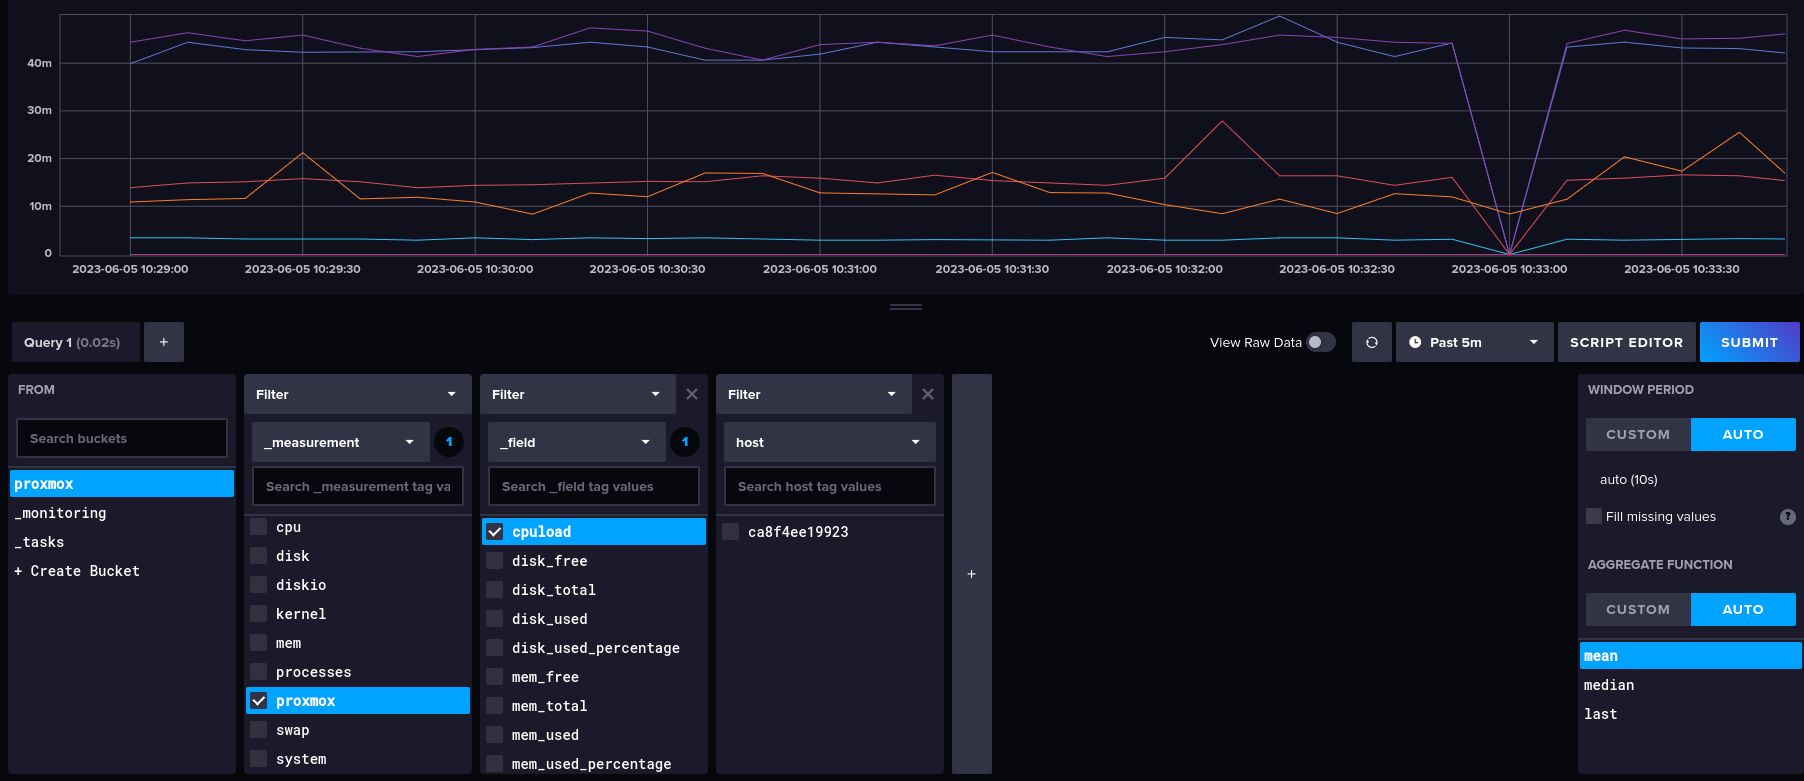 40m
30m
20m
10m
0
2023-06-05 10:29:00
2023-06-05 10:29:30
2023-06-05 10:30:00
2023-06-05 10:30:30
2023-06-05 10:31:00
2023-06-05 10:31:30
2023-06-05 10:32:00
2023-06-05 10:32:30
2023-06-05 10:33:00
2023-06-05 10:33:30
Query 1 (0.02s)
+
View Raw Data
Past 5m
SCRIPT EDITOR
SUBMIT
FROM
Search buckets
proxmox
_monitoring
_tasks
+ Create Bucket
Filter
_measurement
1
Search _measurement tag va
cpu
disk
diskio
kernel
mem
processes
proxmox
swap
system
Filter
_field
1
Search _field tag values
cpuload
disk_free
disk_total
disk_used
disk_used_percentage
mem_free
mem_total
mem_used
mem_used_percentage
Filter
host
Search host tag values
ca8f4ee19923
+
WINDOW PERIOD
CUSTOM
AUTO
auto (10s)
Fill missing values
?
AGGREGATE FUNCTION
CUSTOM
AUTO
mean
median
last